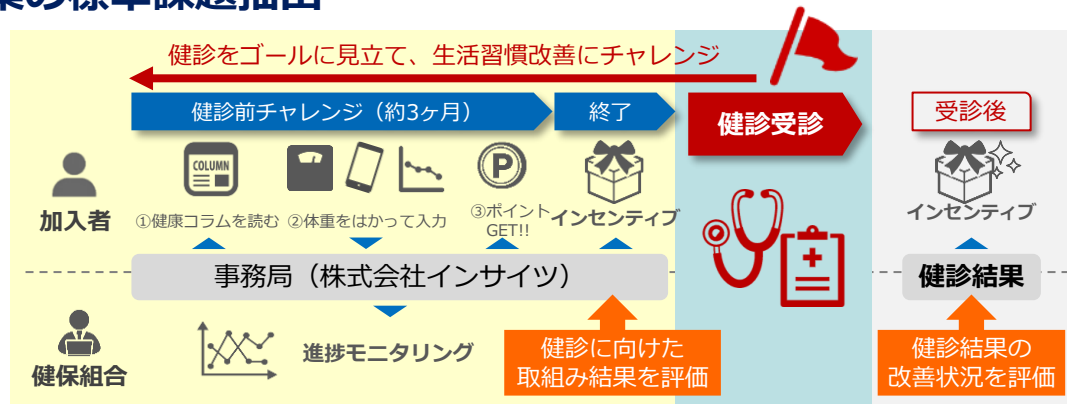 業の標準課題抽出
健診をゴールに見立て、生活習慣改善にチャレンジ
健診前チャレンジ（約3ヶ月）
終了
健診受診
受診後
COLUMN
P
加入者
①健康コラムを読む
②体重をはかって入力
③ポイント
GET!!
インセンティブ
インセンティブ
事務局（株式会社インサイツ）
健診結果
健保組合
進捗モニタリング
健診に向けた
取組み結果を評価
健診結果の
改善状況を評価